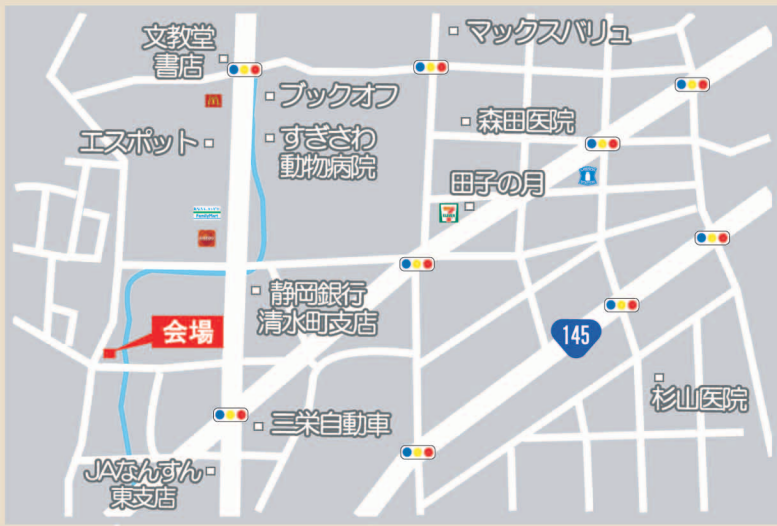 マックスバリュ
文教堂
書店
ブックオフ
森田医院
エスポット
すぎさわ
動物病院
田子の月
FamilyMart
静岡銀行
清水町支店
会場
145
杉山医院
三栄自動車
JAなんすん
東支店